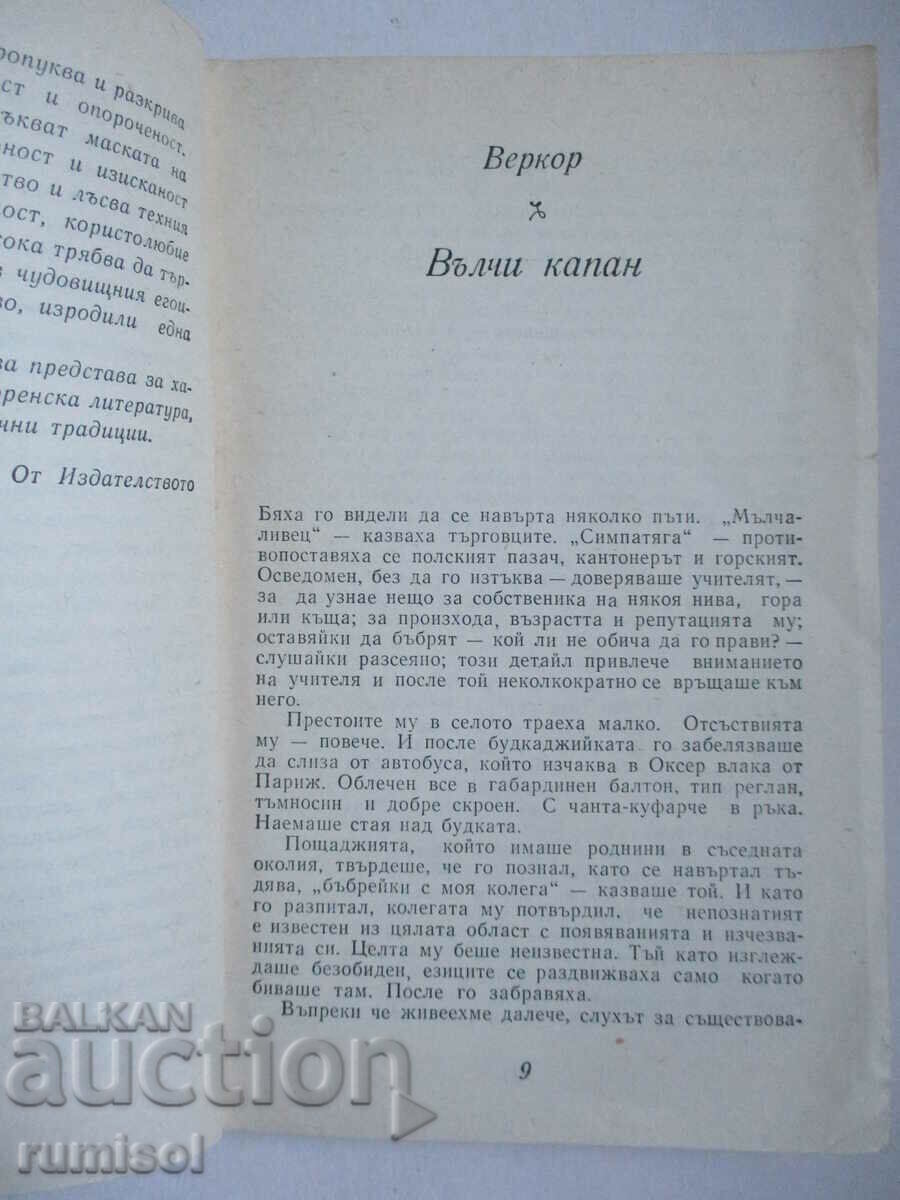 ропуква и разкрива
ст и опороченост.
ъкват маската на
ност и изисканост
тво и лъсва техния
ост, користолюбие
сока трябва да тър-
в чудовищния егои-
во, изродили една
ва представа за ха-
френска литература,
чни традиции.
От Издателството
Веркор
Вълчи капан
Бяха го видели да се навърта няколко пъти. „Мълча-
ливец“ — казваха търговците. „Симпатяга“ — проти-
вопоставяха се полският пазач, кантонерът и горският.
Осведомен, без да го изтъква — доверяваше учителят, —
за да узнае нещо за собственика на някоя нива, гора
или къща; за произхода, възрастта и репутацията му;
оставяйки да бъбрят — кой ли не обича да го прави? —
слушайки разсеяно; този детайл привлече вниманието
на учителя и после той неколкократно се връщаше към
него.
Престоите му в селото траеха малко. Отсъствията
му — повече. И после будкаджийката го забелязваше
да слиза от автобуса, който изчаква в Оксер влака от
Париж. Облечен все в габардинен балтон, тип реглан,
тъмносин и добре скроен. С чанта-куфарче в ръка.
Наемаше стая над будката.
Пощаджията, който имаше роднини в съседната
околия, твърдеше, че го познал, като се навъртал тъ-
дява, „бъбрейки с моя колега“ — казваше той. И като
го разпитал, колегата му потвърдил, че непознатият
е известен из цялата област с появяванията и изчезва-
нията си. Целта му беше неизвестна. Тъй като изглеж-
даше безобиден, езиците се раздвижваха само когато
биваше там. После го забравяха.
Въпреки че живеехме далече, слухът за съществова-
9
BALKAN
auction
rumisol